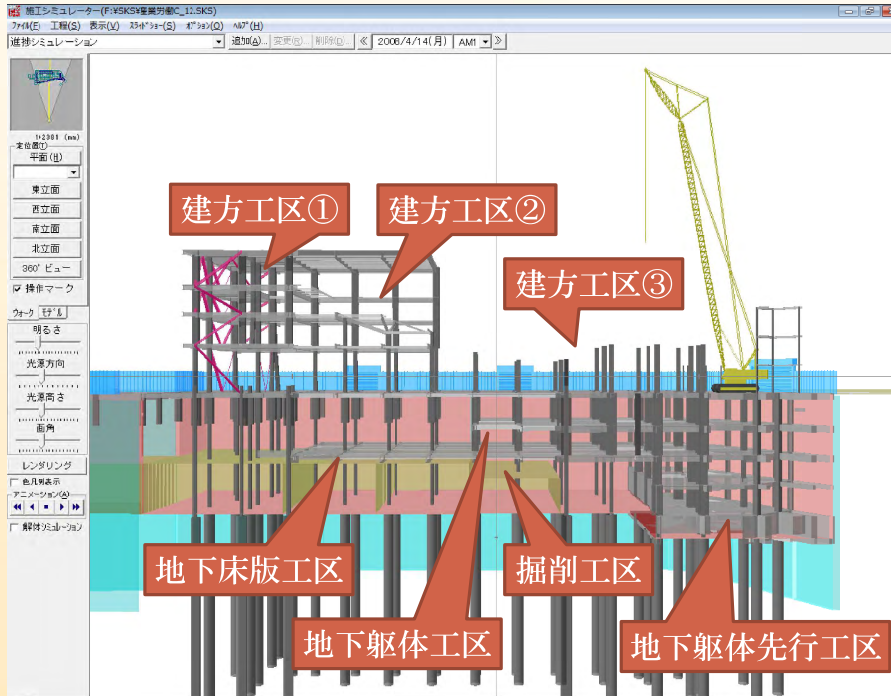 施工シミュレーター(F:¥SKS¥産業労働C_12.SKS)
ファイル(F) 工程(S) 表示(V) スライドショー(S) オプション(O) ヘルプ(H)
進捗シミュレーション 追加(A)... 変更(R)... 削除(D)... ≪ 2008/4/14(月) AM1 ≫
1:2381 (mm)
定位置(T)
平面(H)
東立面
西立面
南立面
北立面
360°ビュー
操作マーク
ウォーク モデル
明るさ
光源方向
光源高さ
画角
レンダリング
色凡例表示
アニメーション(A)
解体シミュレーション
建方工区①
建方工区②
建方工区③
地下床版工区
掘削工区
地下躯体工区
地下躯体先行工区